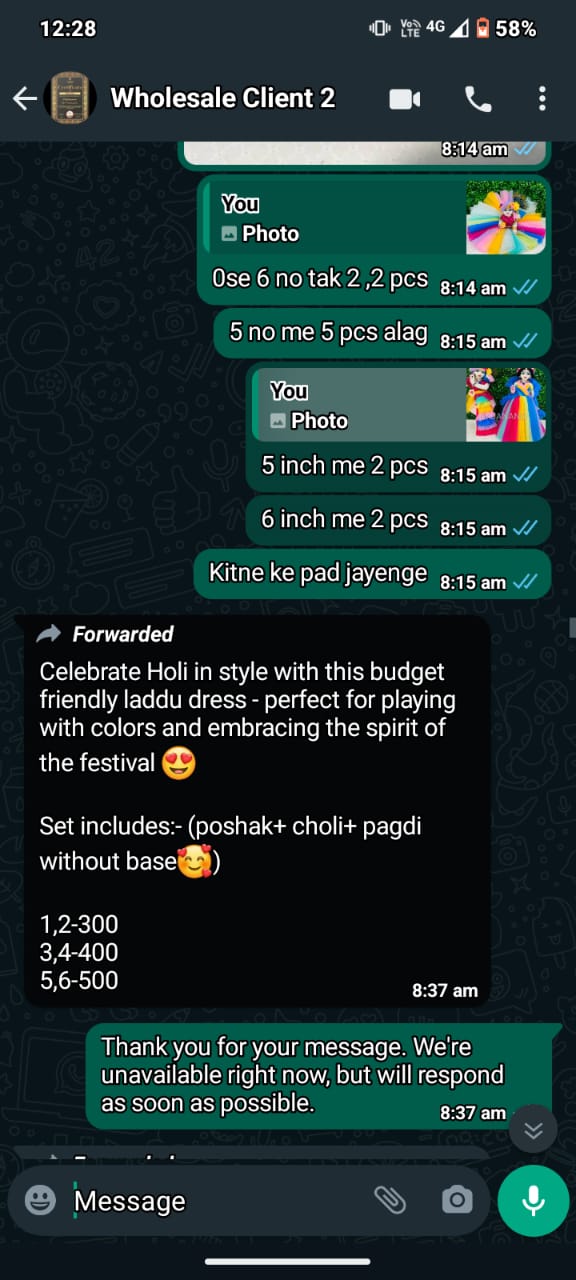 12:28
Vo LTE 4G 58%
Wholesale Client 2
8:14 am
You
Photo
0se 6 no tak 2 ,2 pcs 8:14 am
5 no me 5 pcs alag 8:15 am
You
Photo
5 inch me 2 pcs 8:15 am
6 inch me 2 pcs 8:15 am
Kitne ke pad jayenge 8:15 am
Forwarded
Celebrate Holi in style with this budget
friendly laddu dress - perfect for playing
with colors and embracing the spirit of
the festival 😍
Set includes:- (poshak+ choli+ pagdi
without base🥰)
1,2-300
3,4-400
5,6-500
8:37 am
Thank you for your message. We're
unavailable right now, but will respond
as soon as possible. 8:37 am
Message